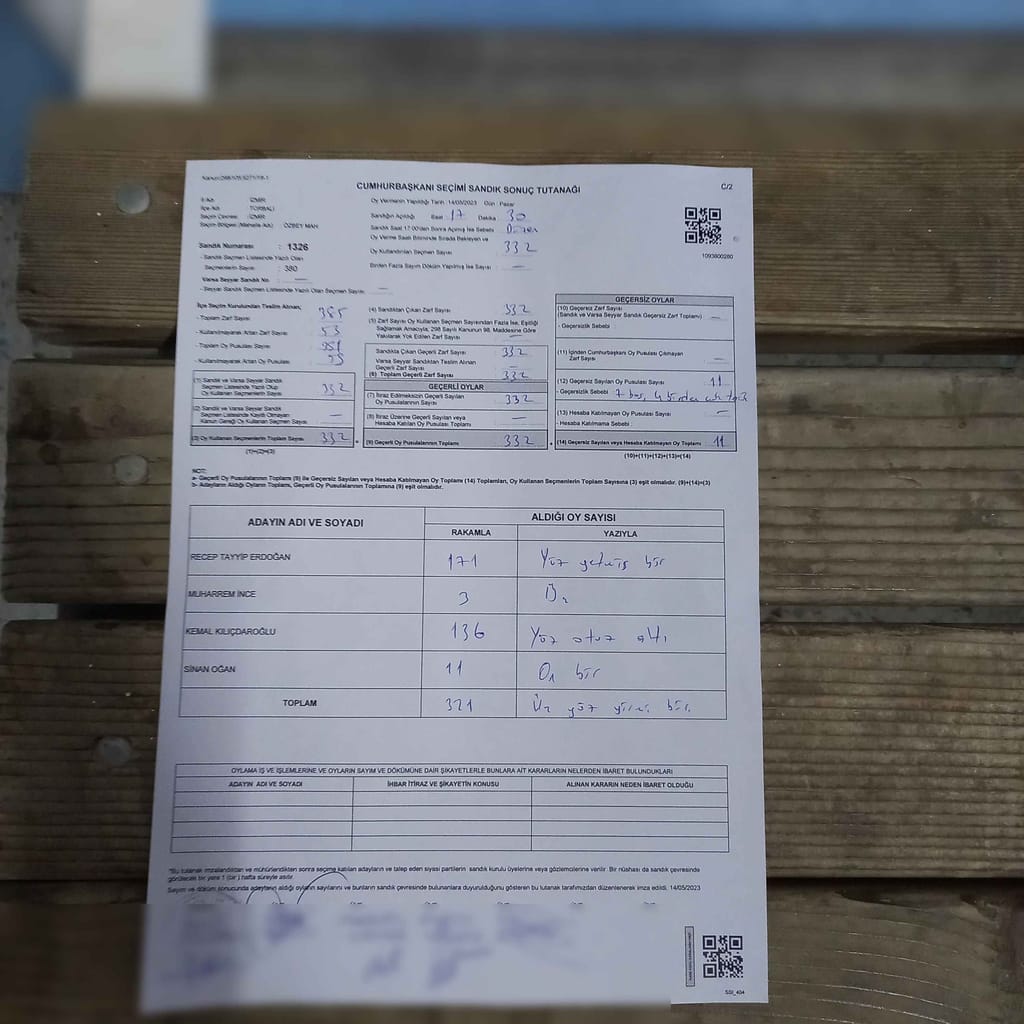 CUMHURBAŞKANI SEÇİMİ SANDIK SONUÇ TUTANAĞI
C/2
İl Adı : İZMİR
İlçe Adı : TORBALI
Seçim Çevresi : İZMİR
Seçim Bölgesi (Mahalle Adı) : ÖZBEY MAH
Sandık Numarası : 1326
- Sandık Seçmen Listesinde Yazılı Olan
Seçmenlerin Sayısı : 380
Varsa Seyyar Sandık No —
- Seyyar Sandık Seçmen Listesinde Yazılı Olan Seçmen Sayısı —
Oy Vermenin Yapıldığı Tarih :14/05/2023 Gün : Pazar
Sandığın Açıldığı Saat 17 Dakika 30
Sandık Saat 17:00'den Sonra Açılmış İse Sebebi
Oy Verme Saati Bitiminde Sırada Bekleyen ve
Oy Kullandırılan Seçmen Sayısı 332
Birden Fazla Sayım Döküm Yapılmış İse Sayısı —
1093800280
İlçe Seçim Kurulundan Teslim Alınan;
- Toplam Zarf Sayısı 385
- Kullanılmayarak Artan Zarf Sayısı 53
- Toplam Oy Pusulası Sayısı
- Kullanılmayarak Artan Oy Pusulası
(1) Sandık ve Varsa Seyyar Sandık
Seçmen Listesinde Yazılı Olup
Oy Kullanan Seçmenlerin Sayısı 332
(2) Sandık ve Varsa Seyyar Sandık
Seçmen Listesinde Kayıtlı Olmayan
Kanun Gereği Oy Kullanan Seçmen Sayısı —
(3) Oy Kullanan Seçmenlerin Toplam Sayısı 332
(1)+(2)=(3)
(4) Sandıktan Çıkan Zarf Sayısı 332
(5) Zarf Sayısı Oy Kullanan Seçmen Sayısından Fazla İse, Eşitliği
Sağlamak Amacıyla; 298 Sayılı Kanunun 98. Maddesine Göre
Yakılarak Yok Edilen Zarf Sayısı —
Sandıkta Çıkan Geçerli Zarf Sayısı 332
Varsa Seyyar Sandıktan Teslim Alınan
Geçerli Zarf Sayısı —
(6) Toplam Geçerli Zarf Sayısı 332
GEÇERLİ OYLAR
(7) İtiraz Edilmeksizin Geçerli Sayılan
Oy Pusulalarının Sayısı 332
(8) İtiraz Üzerine Geçerli Sayılan veya
Hesaba Katılan Oy Pusulası Toplamı —
(9) Geçerli Oy Pusulalarının Toplamı 332
GEÇERSİZ OYLAR
(10) Geçersiz Zarf Sayısı
(Sandık ve Varsa Seyyar Sandık Geçersiz Zarf Toplamı) —
- Geçersizlik Sebebi
(11) İçinden Cumhurbaşkanı Oy Pusulası Çıkmayan
Zarf Sayısı —
(12) Geçersiz Sayılan Oy Pusulası Sayısı 11
- Geçersizlik Sebebi 7 boş, 4 birden
(13) Hesaba Katılmayan Oy Pusulası Sayısı —
- Hesaba Katılmama Sebebi :
(14) Geçersiz Sayılan veya Hesaba Katılmayan Oy Toplamı 11
(10)+(11)+(12)+(13)=(14)
NOT:
a- Geçerli Oy Pusulalarının Toplamı (9) ile Geçersiz Sayılan veya Hesaba Katılmayan Oy Toplamı (14) Toplamları, Oy Kullanan Seçmenlerin Toplam Sayısına (3) eşit olmalıdır. (9)+(14)=(3)
b- Adayların Aldığı Oyların Toplamı, Geçerli Oy Pusulalarının Toplamına (9) eşit olmalıdır.
ADAYIN ADI VE SOYADI
ALDIĞI OY SAYISI
RAKAMLA YAZIYLA
RECEP TAYYİP ERDOĞAN 171 Yüz yetmiş bir
MUHARREM İNCE 3 Üç
KEMAL KILIÇDAROĞLU 136 Yüz otuz altı
SİNAN OĞAN 11 On bir
TOPLAM 321 Üç yüz yirmi bir
OYLAMA İŞ VE İŞLEMLERİNE VE OYLARIN SAYIM VE DÖKÜMÜNE DAİR ŞİKAYETLERLE BUNLARA AİT KARARLARIN NELERDEN İBARET BULUNDUKLARI
ADAYIN ADI VE SOYADI İHBAR İTİRAZ VE ŞİKAYETİN KONUSU ALINAN KARARIN NEDEN İBARET OLDUĞU
*Bu tutanak imzalandıktan ve mühürlendikten sonra seçime katılan adayların ve talep eden siyasi partilerin sandık kurulu üyelerine veya gözlemcilerine verilir. Bir nüshası da sandık çevresinde
görülecek bir yere 1 (bir) hafta süreyle asılır
Sayım ve döküm sonucunda adayların aldığı oyların sayılarını ve bunların sandık çevresinde bulunanlara duyurulduğunu gösteren bu tutanak tarafımızdan düzenlenerek imza edildi. 14/05/2023